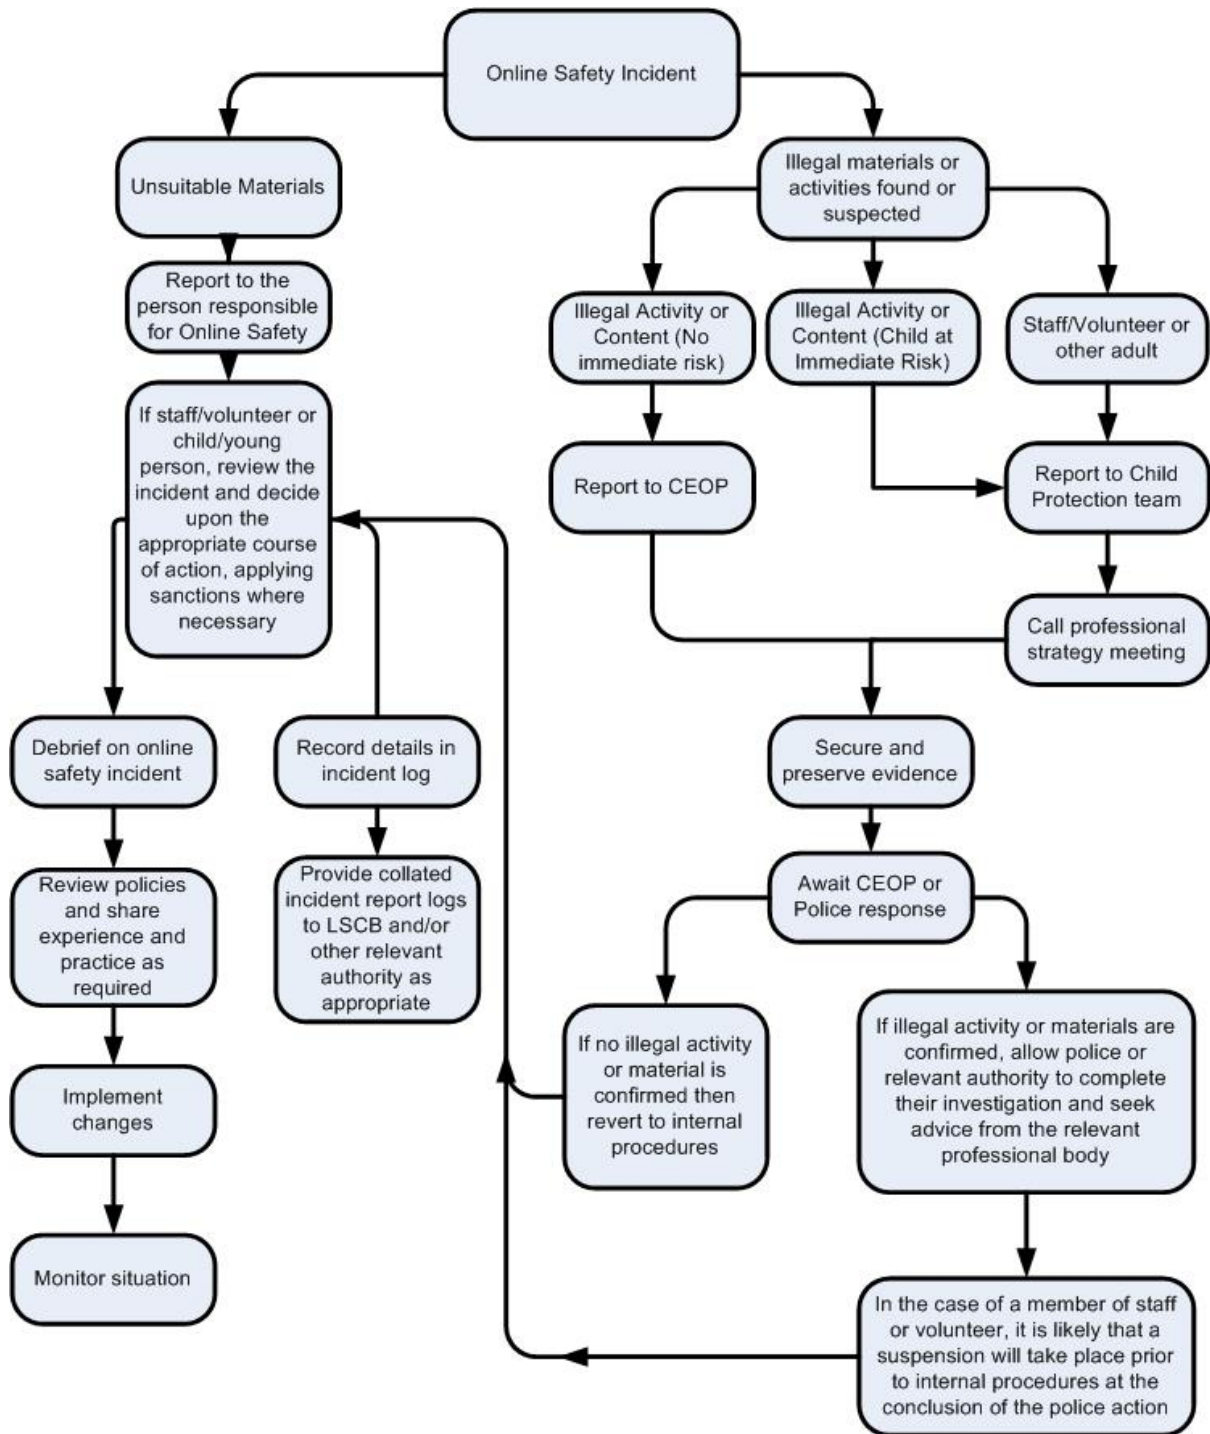 Online Safety Incident
Unsuitable Materials
Report to the
person responsible
for Online Safety
If staff/volunteer or
child/young
person, review the
incident and decide
upon the
appropriate course
of action, applying
sanctions where
necessary
Debrief on online
safety incident
Review policies
and share
experience and
practice as
required
Implement
changes
Monitor situation
Record details in
incident log
Provide collated
incident report logs
to LSCB and/or
other relevant
authority as
appropriate
Illegal materials or
activities found or
suspected
Illegal Activity or
Content (No
immediate risk)
Illegal Activity or
Content (Child at
Immediate Risk)
Staff/Volunteer or
other adult
Report to CEOP
Report to Child
Protection team
Call professional
strategy meeting
Secure and
preserve evidence
Await CEOP or
Police response
If no illegal activity
or material is
confirmed then
revert to internal
procedures
If illegal activity or materials are
confirmed, allow police or
relevant authority to complete
their investigation and seek
advice from the relevant
professional body
In the case of a member of staff
or volunteer, it is likely that a
suspension will take place prior
to internal procedures at the
conclusion of the police action